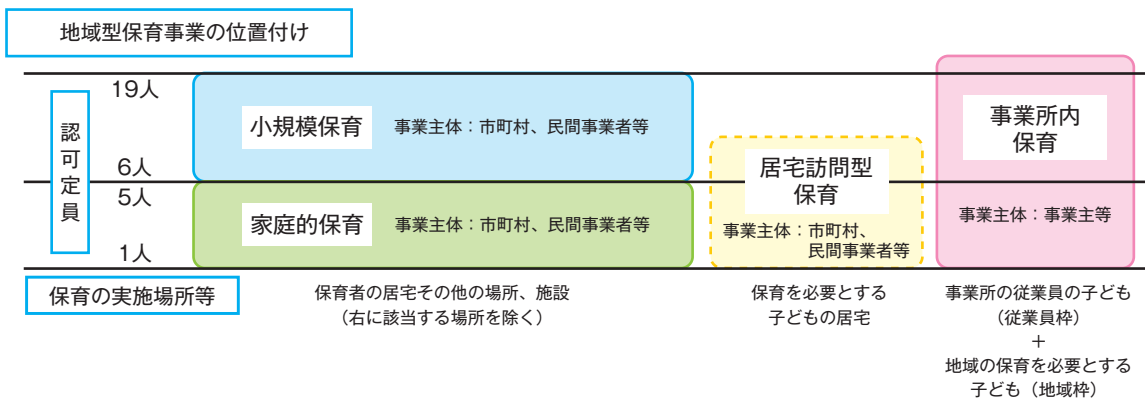 地域型保育事業の位置付け
認可定員
19人
6人
5人
1人
小規模保育
事業主体：市町村、民間事業者等
家庭的保育
事業主体：市町村、民間事業者等
居宅訪問型
保育
事業主体：市町村、
民間事業者等
事業所内
保育
事業主体：事業主等
保育の実施場所等
保育者の居宅その他の場所、施設
（右に該当する場所を除く）
保育を必要とする
子どもの居宅
事業所の従業員の子ども
（従業員枠）
+
地域の保育を必要とする
子ども（地域枠）